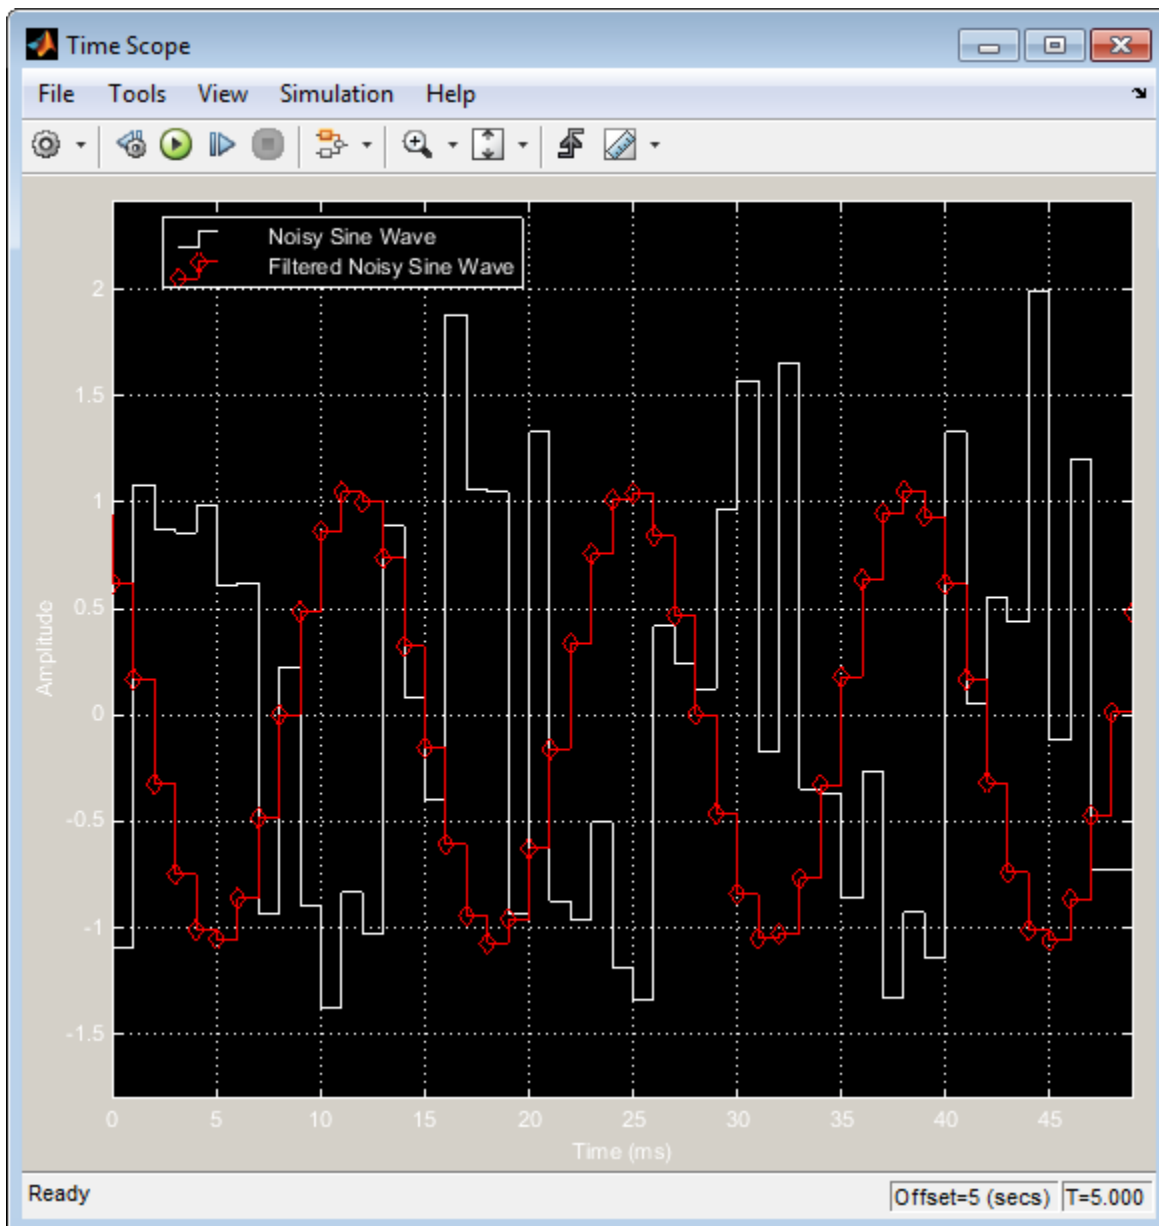 Time Scope
File Tools View Simulation Help
Noisy Sine Wave
Filtered Noisy Sine Wave
2
1.5
1
0.5
0
-0.5
-1
-1.5
Amplitude
0 5 10 15 20 25 30 35 40 45
Time (ms)
Ready Offset=5 (secs) T=5.000